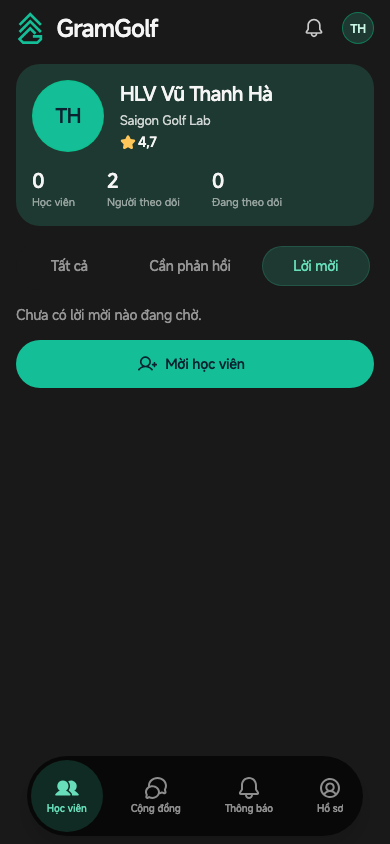 GramGolf
TH
TH
HLV Vũ Thanh Hà
Saigon Golf Lab
4,7
0
Học viên
2
Người theo dõi
0
Đang theo dõi
Tất cả
Cần phản hồi
Lời mời
Chưa có lời mời nào đang chờ.
Mời học viên
Học viên
Cộng đồng
Thông báo
Hồ sơ